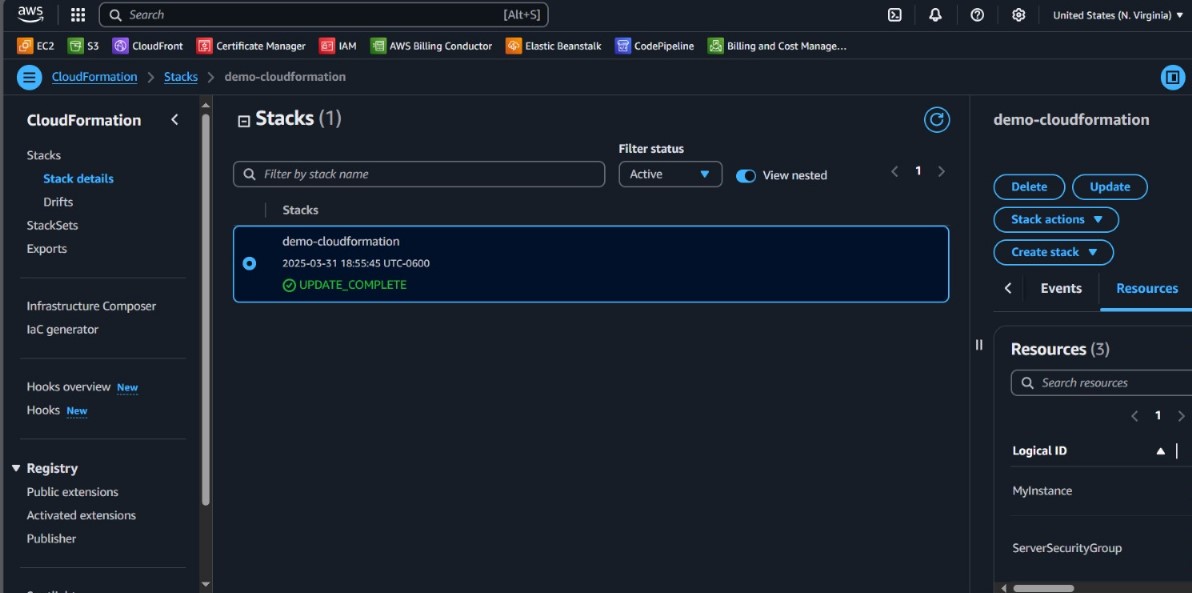 aws
Search [Alt+S] United States (N. Virginia)
EC2 S3 CloudFront Certificate Manager IAM AWS Billing Conductor Elastic Beanstalk CodePipeline Billing and Cost Manage...
CloudFormation > Stacks > demo-cloudformation
CloudFormation
Stacks
Stack details
Drifts
StackSets
Exports
Infrastructure Composer
IaC generator
Hooks overview New
Hooks New
Registry
Public extensions
Activated extensions
Publisher
Stacks (1)
Filter status
Filter by stack name
Active
View nested
1
Stacks
demo-cloudformation
2025-03-31 18:55:45 UTC-0600
UPDATE_COMPLETE
demo-cloudformation
Delete Update
Stack actions
Create stack
Events Resources
Resources (3)
Search resources
1
Logical ID
MyInstance
ServerSecurityGroup